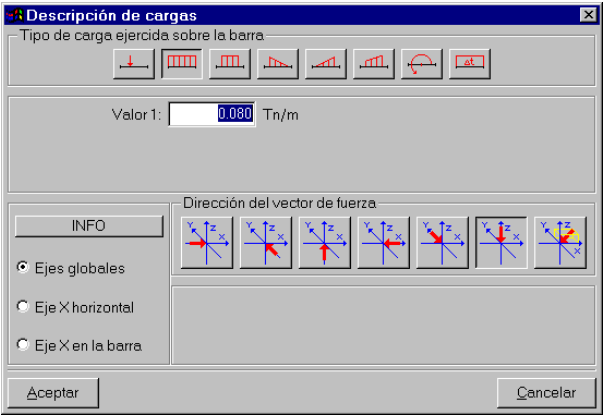 Descripción de cargas
Tipo de carga ejercida sobre la barra
Δt
Valor 1: 0.080 Tn/m
INFO
Dirección del vector de fuerza
Y Z X Y Z X Y Z X Y Z X Y Z X Y Z X Y Z X
Ejes globales
Eje X horizontal
Eje X en la barra
Aceptar Cancelar